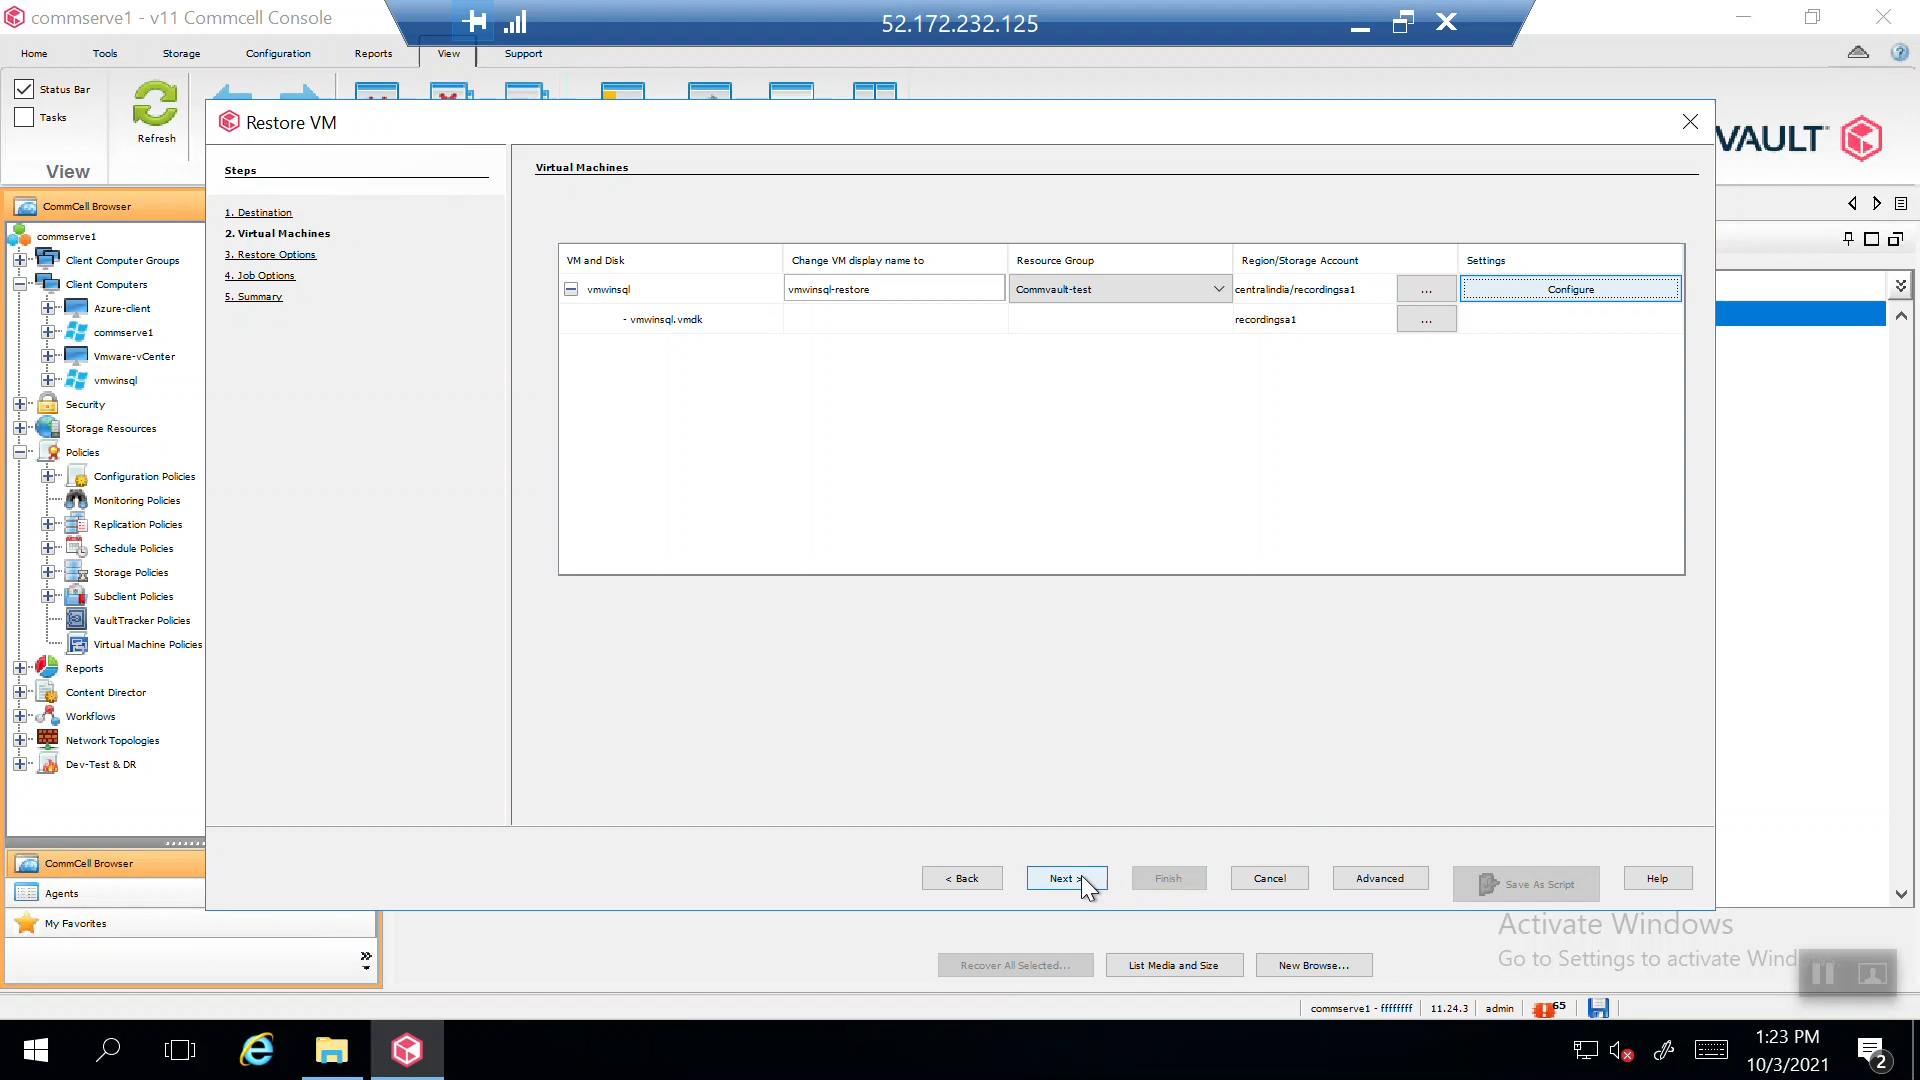 commserve1 - v11 Commcell Console
52.172.232.125
Home Tools Storage Configuration Reports View Support
Status Bar
Tasks
Refresh
View
VAULT
Restore VM
Steps
1. Destination
2. Virtual Machines
3. Restore Options
4. Job Options
5. Summary
Virtual Machines
VM and Disk Change VM display name to Resource Group Region/Storage Account Settings
vmwinsql vmwinsql-restore Commvault-test centralindia/recordingsa1 ... Configure
- vmwinsql.vmdk recordingsa1 ...
CommCell Browser
commserve1
Client Computer Groups
Client Computers
Azure-client
commserve1
Vmware-vCenter
vmwinsql
Security
Storage Resources
Policies
Configuration Policies
Monitoring Policies
Replication Policies
Schedule Policies
Storage Policies
Subclient Policies
VaultTracker Policies
Virtual Machine Policies
Reports
Content Director
Workflows
Network Topologies
Dev-Test & DR
CommCell Browser
Agents
My Favorites
< Back Next > Finish Cancel Advanced Save As Script Help
Recover All Selected... List Media and Size New Browse...
Activate Windows
Go to Settings to activate Wind
commserve1 - ffffffff 11.24.3 admin 65
1:23 PM
10/3/2021
2